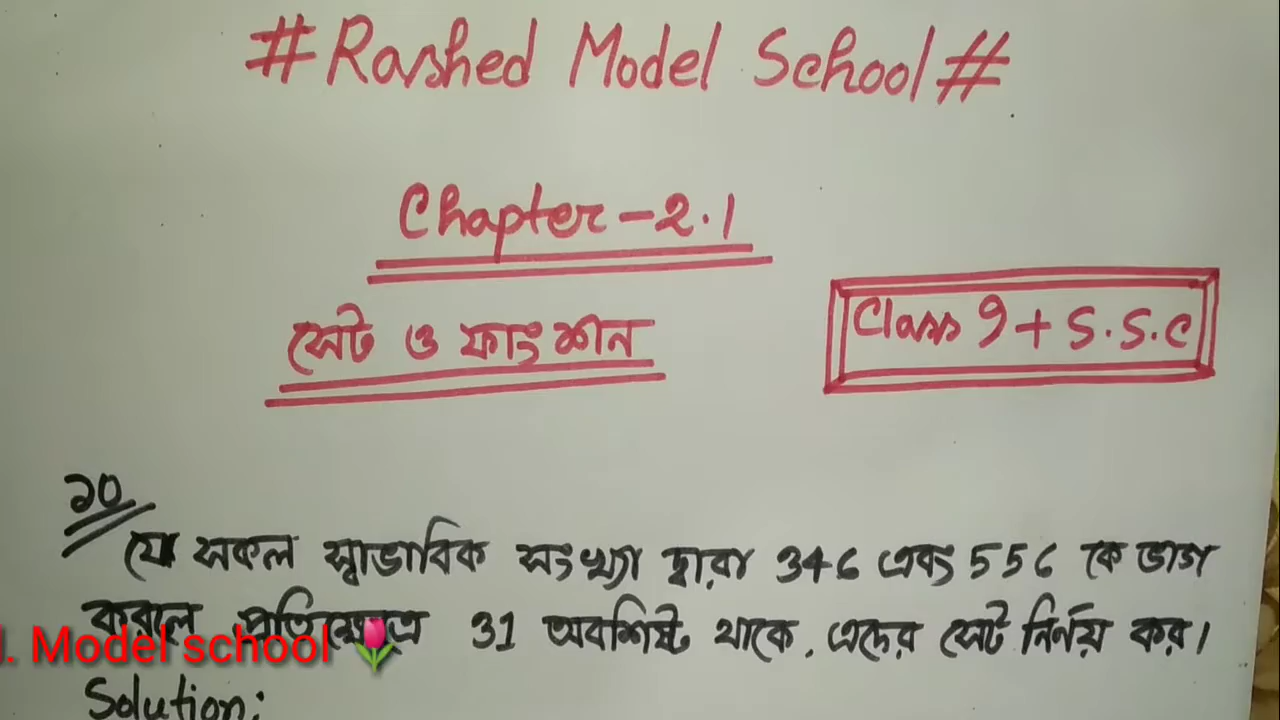 #Rashed Model School#
Chapter-2.1
সেট ও ফাংশন
Class 9 + S.S.C
১০
যে সকল স্বাভাবিক সংখ্যা দ্বারা 346 এবং 556 কে ভাগ
করলে প্রতিক্ষেত্রে 31 অবশিষ্ট থাকে, এদের সেট নির্ণয় কর।
. Model school🌷
Solution: